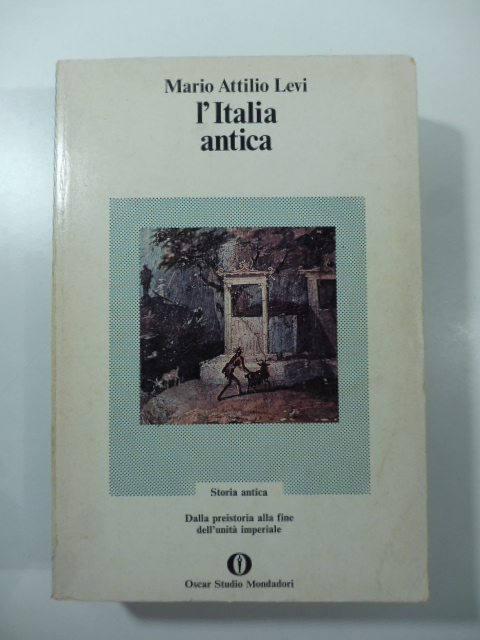 Mario Attilio Levi
l'Italia
antica
Storia antica
Dalla preistoria alla fine
dell'unità imperiale
Oscar Studio Mondadori